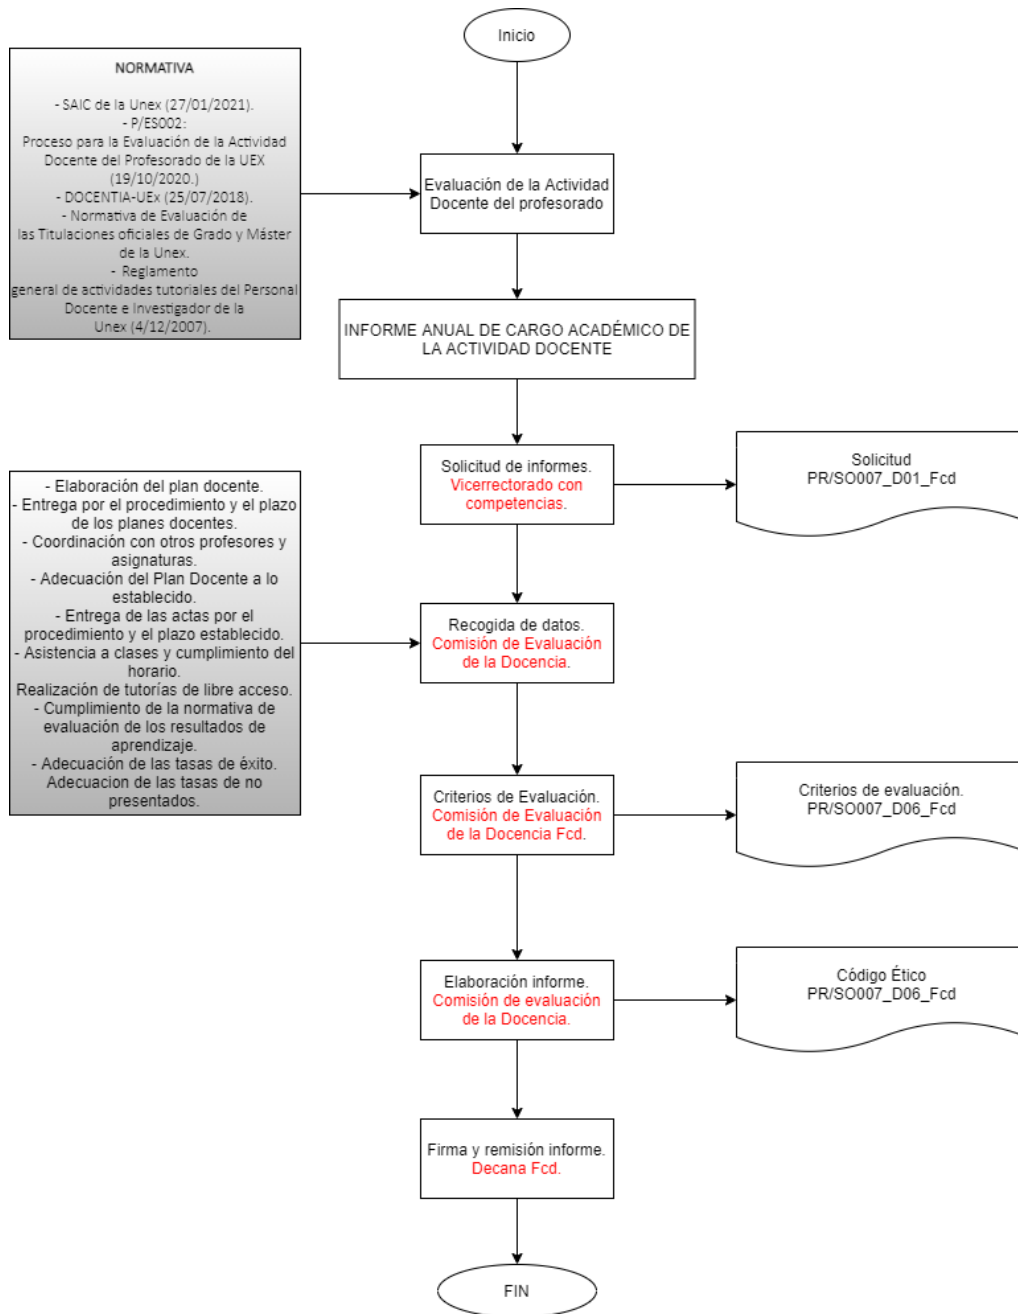 Inicio
NORMATIVA
- SAIC de la Unex (27/01/2021).
- P/ES002:
Proceso para la Evaluación de la Actividad
Docente del Profesorado de la UEX
(19/10/2020.)
- DOCENTIA-UEx (25/07/2018).
- Normativa de Evaluación de
las Titulaciones oficiales de Grado y Máster
de la Unex.
- Reglamento
general de actividades tutoriales del Personal
Docente e Investigador de la
Unex (4/12/2007).
Evaluación de la Actividad
Docente del profesorado
INFORME ANUAL DE CARGO ACADÉMICO DE
LA ACTIVIDAD DOCENTE
Solicitud de informes.
Vicerrectorado con
competencias.
Solicitud
PR/SO007_D01_Fcd
- Elaboración del plan docente.
- Entrega por el procedimiento y el plazo
de los planes docentes.
- Coordinación con otros profesores y
asignaturas.
- Adecuación del Plan Docente a lo
establecido.
- Entrega de las actas por el
procedimiento y el plazo establecido.
- Asistencia a clases y cumplimiento del
horario.
Realización de tutorías de libre acceso.
- Cumplimiento de la normativa de
evaluación de los resultados de
aprendizaje.
- Adecuación de las tasas de éxito.
Adecuacion de las tasas de no
presentados.
Recogida de datos.
Comisión de Evaluación
de la Docencia.
Criterios de Evaluación.
Comisión de Evaluación
de la Docencia Fcd.
Criterios de evaluación.
PR/SO007_D06_Fcd
Elaboración informe.
Comisión de evaluación
de la Docencia.
Código Ético
PR/SO007_D06_Fcd
Firma y remisión informe.
Decana Fcd.
FIN